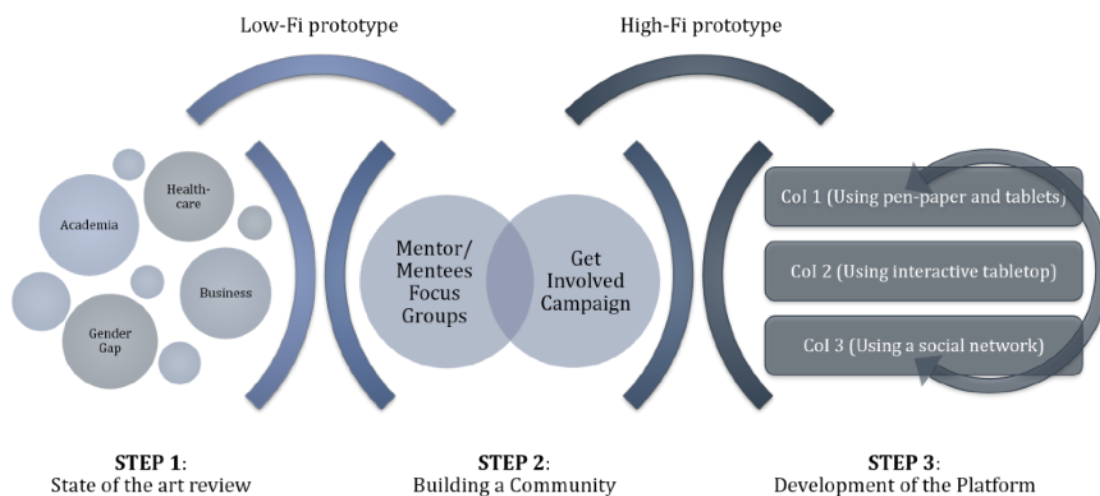 Low-Fi prototype
High-Fi prototype
Health-
care
Academia
Business
Gender
Gap
Mentor/
Mentees
Focus
Groups
Get
Involved
Campaign
CoI 1 (Using pen-paper and tablets)
CoI 2 (Using interactive tabletop)
CoI 3 (Using a social network)
STEP 1:
State of the art review
STEP 2:
Building a Community
STEP 3:
Development of the Platform